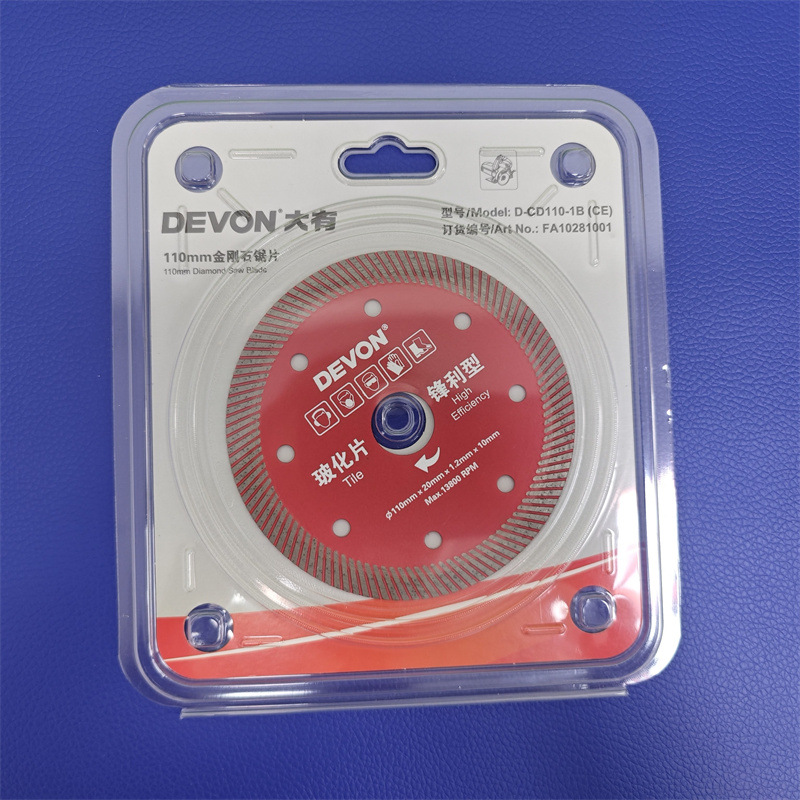 DEVON®大有
110mm金刚石锯片
110mm Diamond Saw Blade
型号/Model: D-CD110-1B (CE)
订货编号/Art No.: FA10281001
DEVON®
锋利型
High
Efficiency
玻化片
Tile
ø110mm x 20mm x 1.2mm x 10mm
Max.13800 RPM